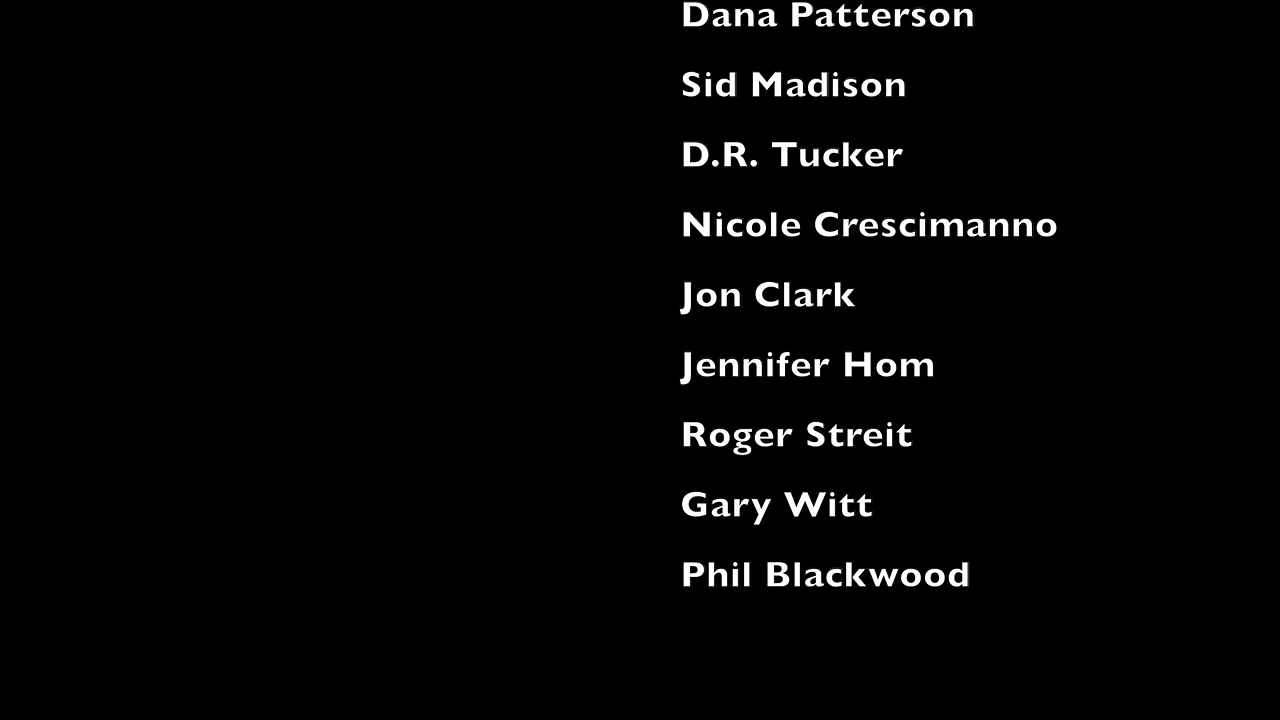 Dana Patterson
Sid Madison
D.R. Tucker
Nicole Crescimanno
Jon Clark
Jennifer Hom
Roger Streit
Gary Witt
Phil Blackwood